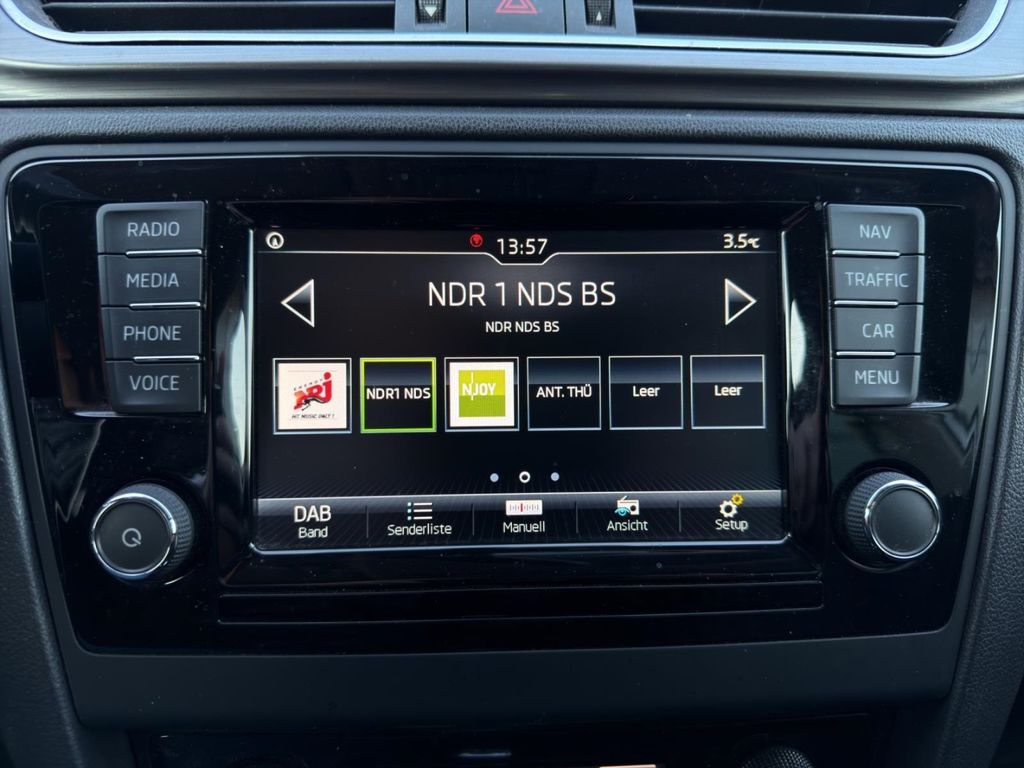 RADIO
MEDIA
PHONE
VOICE
13:57
3.5°C
NDR 1 NDS BS
NDR NDS BS
ENERGY
NRJ
HIT MUSIC ONLY!
NDR1 NDS
N-JOY
ANT. THÜ
Leer
Leer
DAB
Band
Senderliste
Manuell
Ansicht
Setup
NAV
TRAFFIC
CAR
MENU